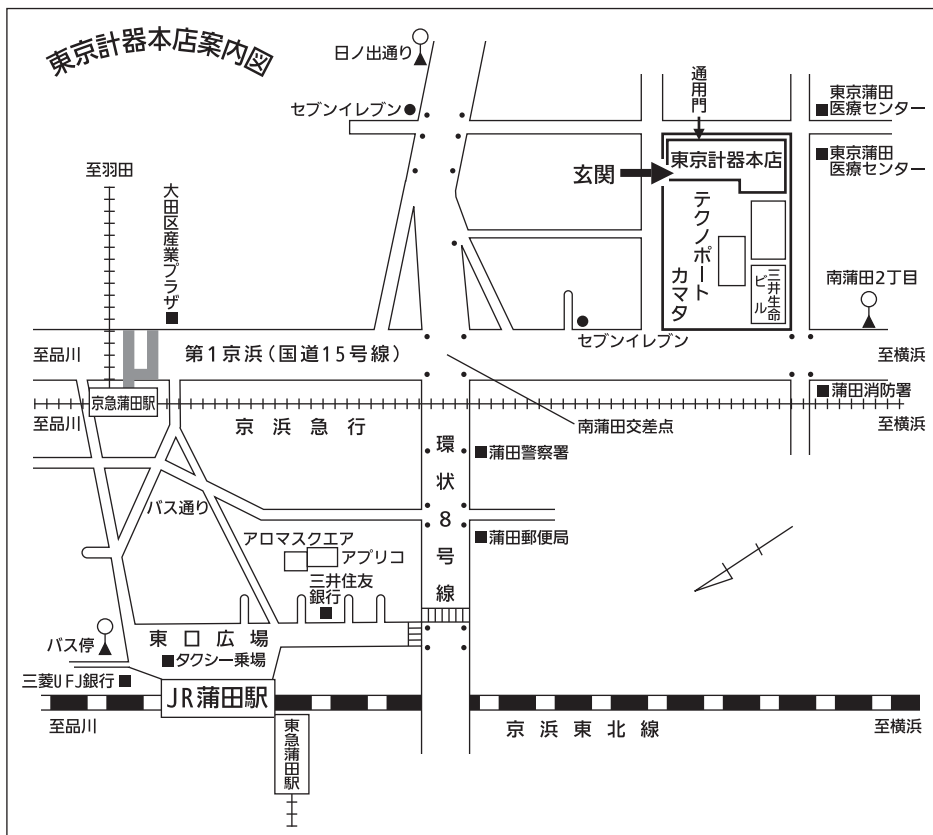 東京計器本店案内図
日ノ出通り
セブンイレブン
通用門
東京蒲田
医療センター
東京蒲田
医療センター
東京計器本店
玄関
テクノポート
カマタ
三井生命
ビル
南蒲田2丁目
至羽田
大田区産業プラザ
セブンイレブン
至品川
第1京浜(国道15号線)
至横浜
京急蒲田駅
蒲田消防署
至品川
京浜急行
南蒲田交差点
至横浜
環状8号線
蒲田警察署
バス通り
蒲田郵便局
アロマスクエア
アプリコ
三井住友
銀行
東口広場
バス停
タクシー乗場
三菱UFJ銀行
JR蒲田駅
至品川
京浜東北線
至横浜
東急蒲田駅